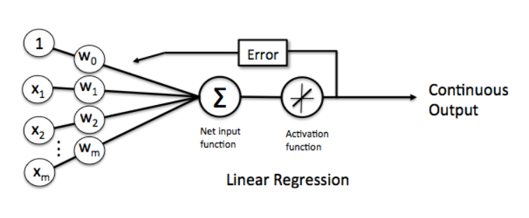 1
w0
Error
x1
w1
Σ
Continuous
Output
x2
w2
Net input
function
Activation
function
⋮
xm
wm
Linear Regression